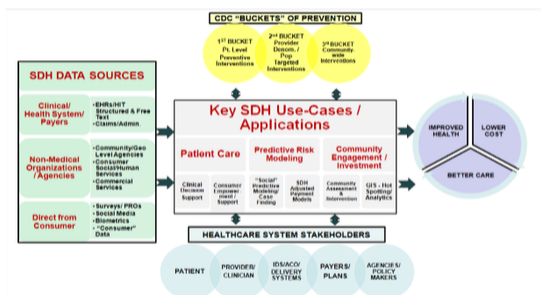 CDC "BUCKETS" OF PREVENTION
1ST BUCKET
Pt. Level
Preventive
Interventions
2nd BUCKET
Provider
Denom. /
Pop
Targeted
Interventions
3rd BUCKET
Community-
wide
Interventions
SDH DATA SOURCES
Clinical/
Health System/
Payers
•EHRs/HIT
Structured & Free
Text
•Claims/Admin.
Non-Medical
Organizations
/Agencies
•Community/Geo
Level Agencies
•Consumer
Social/Human
Services
•Commercial
Services
Direct from
Consumer
•Surveys/ PROs
•Social Media
•Biometrics
•"Consumer"
Data
Key SDH Use-Cases /
Applications
Patient Care
Predictive Risk
Modeling
Community
Engagement /
Investment
Clinical
Decision
Support
Consumer
Empower
ment /
Support
"Social"
Predictive
Modeling/
Case
Finding
SDH
Adjusted
Payment
Models
Community
Assessment
&
Intervention
GIS - Hot
Spotting/
Analytics
IMPROVED
HEALTH
LOWER
COST
BETTER CARE
HEALTHCARE SYSTEM STAKEHOLDERS
PATIENT
PROVIDER/
CLINICIAN
IDS/ACO/
DELIVERY
SYSTEMS
PAYERS/
PLANS
AGENCIES/
POLICY
MAKERS